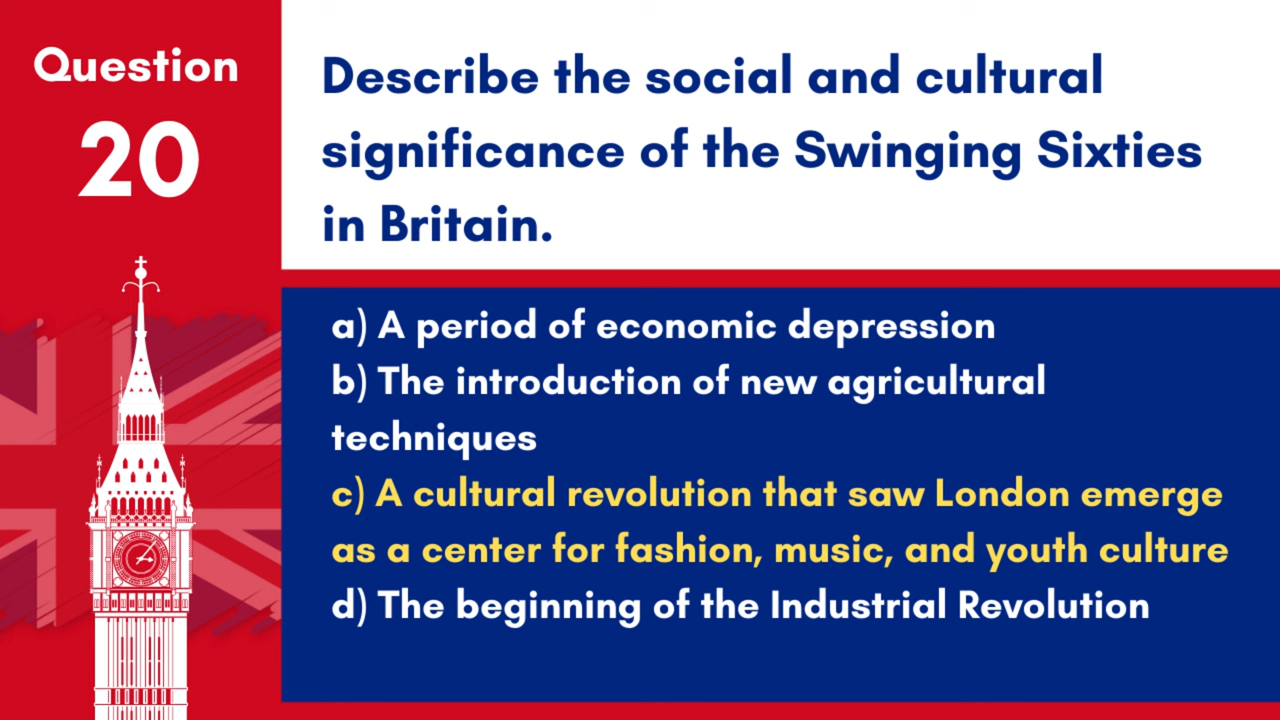 Question
20
Describe the social and cultural
significance of the Swinging Sixties
in Britain.
a) A period of economic depression
b) The introduction of new agricultural
techniques
c) A cultural revolution that saw London emerge
as a center for fashion, music, and youth culture
d) The beginning of the Industrial Revolution